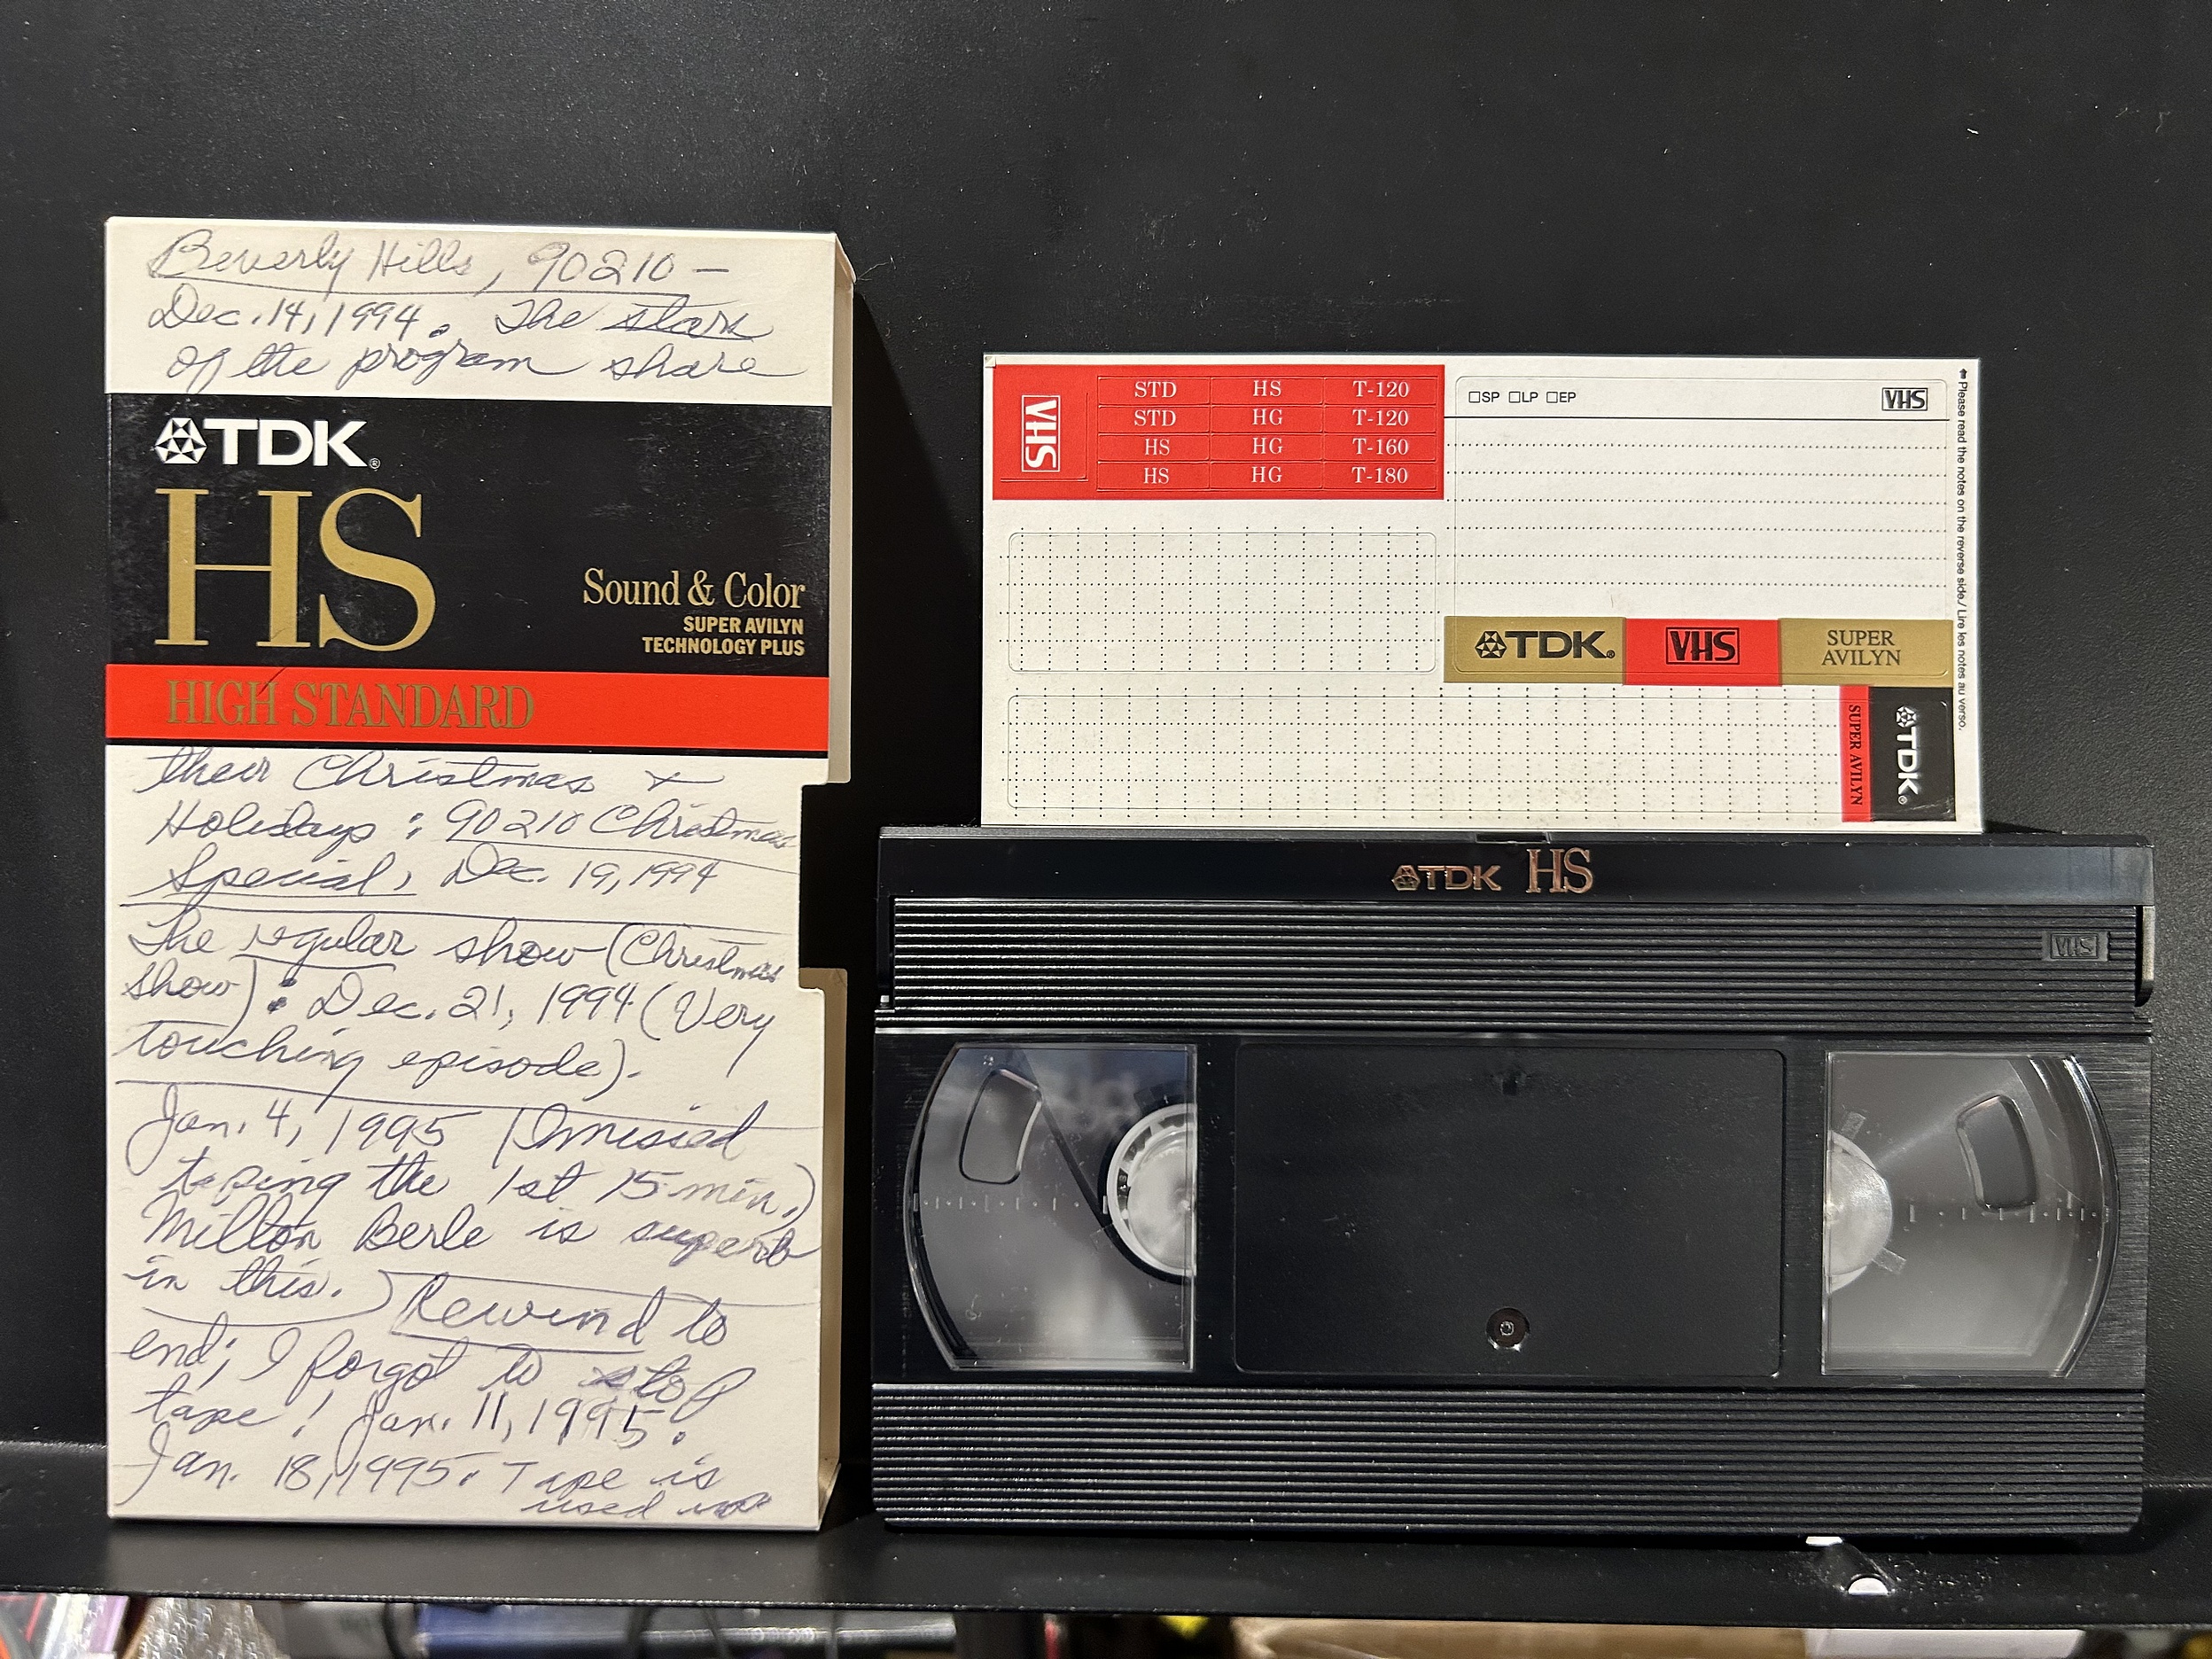 Beverly Hills, 90210 —
Dec. 14, 1994. The stars
of the program share
TDK®
HS
Sound & Color
SUPER AVILYN
TECHNOLOGY PLUS
HIGH STANDARD
their Christmas +
Holidays: 90210 Christmas
Special, Dec. 19, 1994
The regular show (Christmas
show): Dec. 21, 1994 (Very
touching episode).
Jan. 4, 1995 (I missed
taping the 1st 15 min.)
Milton Berle is superb
in this.) Rewind to
end; I forgot to stop
tape! Jan. 11, 1995.
Jan. 18, 1995. Tape is
used up
VHS
STD HS T-120
STD HG T-120
HS HG T-160
HS HG T-180
□SP □LP □EP VHS
TDK® VHS SUPER AVILYN
SUPER AVILYN TDK®
Please read the notes on the reverse side./ Lire les notes au verso.
TDK HS
VHS